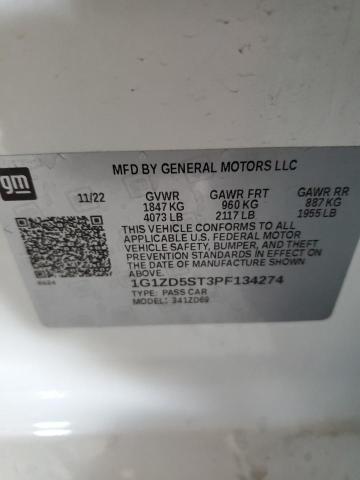 gm
MFD BY GENERAL MOTORS LLC
11/22 GVWR GAWR FRT GAWR RR
1847 KG 960 KG 887 KG
4073 LB 2117 LB 1955 LB
THIS VEHICLE CONFORMS TO ALL
APPLICABLE U.S. FEDERAL MOTOR
VEHICLE SAFETY, BUMPER, AND THEFT
PREVENTION STANDARDS IN EFFECT
ON THE DATE OF MANUFACTURE SHOWN
ABOVE.
1G1ZD5ST3PF134274
TYPE: PASS CAR
MODEL: 341ZD69